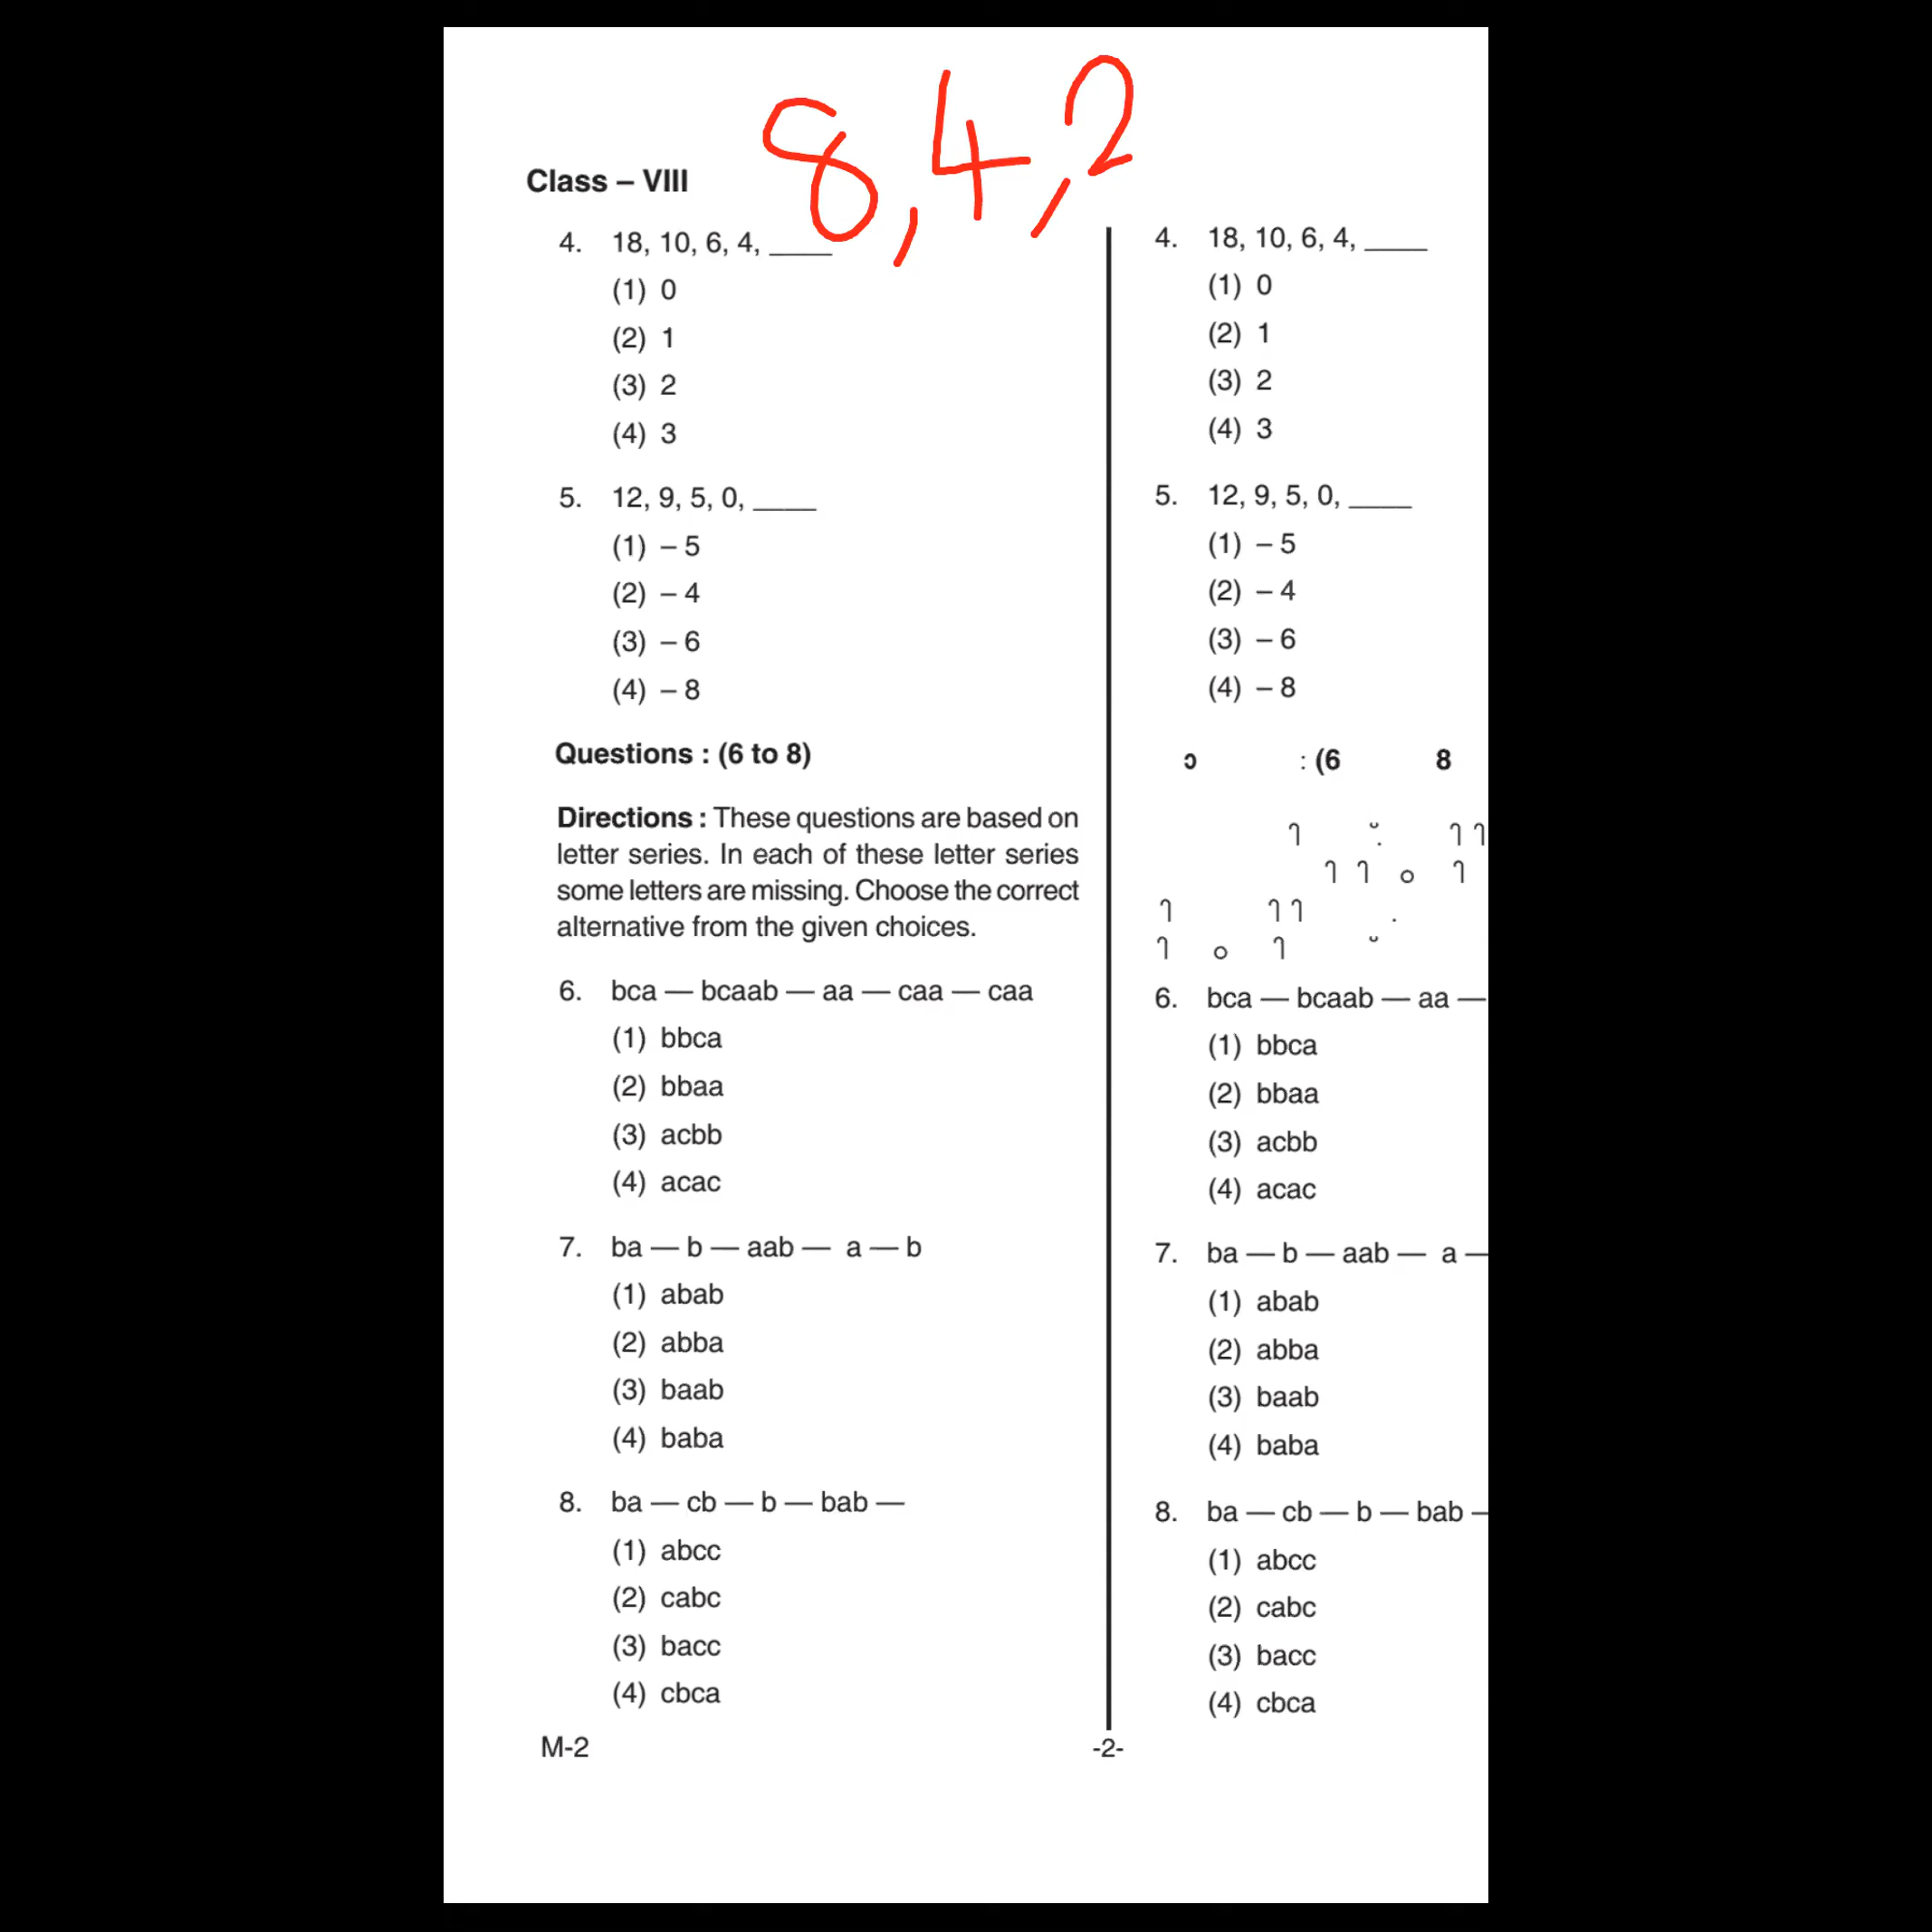 8,4,2
Class – VIII
4. 18, 10, 6, 4, ____
(1) 0
(2) 1
(3) 2
(4) 3
5. 12, 9, 5, 0, ____
(1) – 5
(2) – 4
(3) – 6
(4) – 8
Questions : (6 to 8)
Directions : These questions are based on
letter series. In each of these letter series
some letters are missing. Choose the correct
alternative from the given choices.
6. bca — bcaab — aa — caa — caa
(1) bbca
(2) bbaa
(3) acbb
(4) acac
7. ba — b — aab — a — b
(1) abab
(2) abba
(3) baab
(4) baba
8. ba — cb — b — bab —
(1) abcc
(2) cabc
(3) bacc
(4) cbca
M-2
4. 18, 10, 6, 4, ____
(1) 0
(2) 1
(3) 2
(4) 3
5. 12, 9, 5, 0, ____
(1) – 5
(2) – 4
(3) – 6
(4) – 8
: (6 8
6. bca — bcaab — aa —
(1) bbca
(2) bbaa
(3) acbb
(4) acac
7. ba — b — aab — a —
(1) abab
(2) abba
(3) baab
(4) baba
8. ba — cb — b — bab —
(1) abcc
(2) cabc
(3) bacc
(4) cbca
-2-